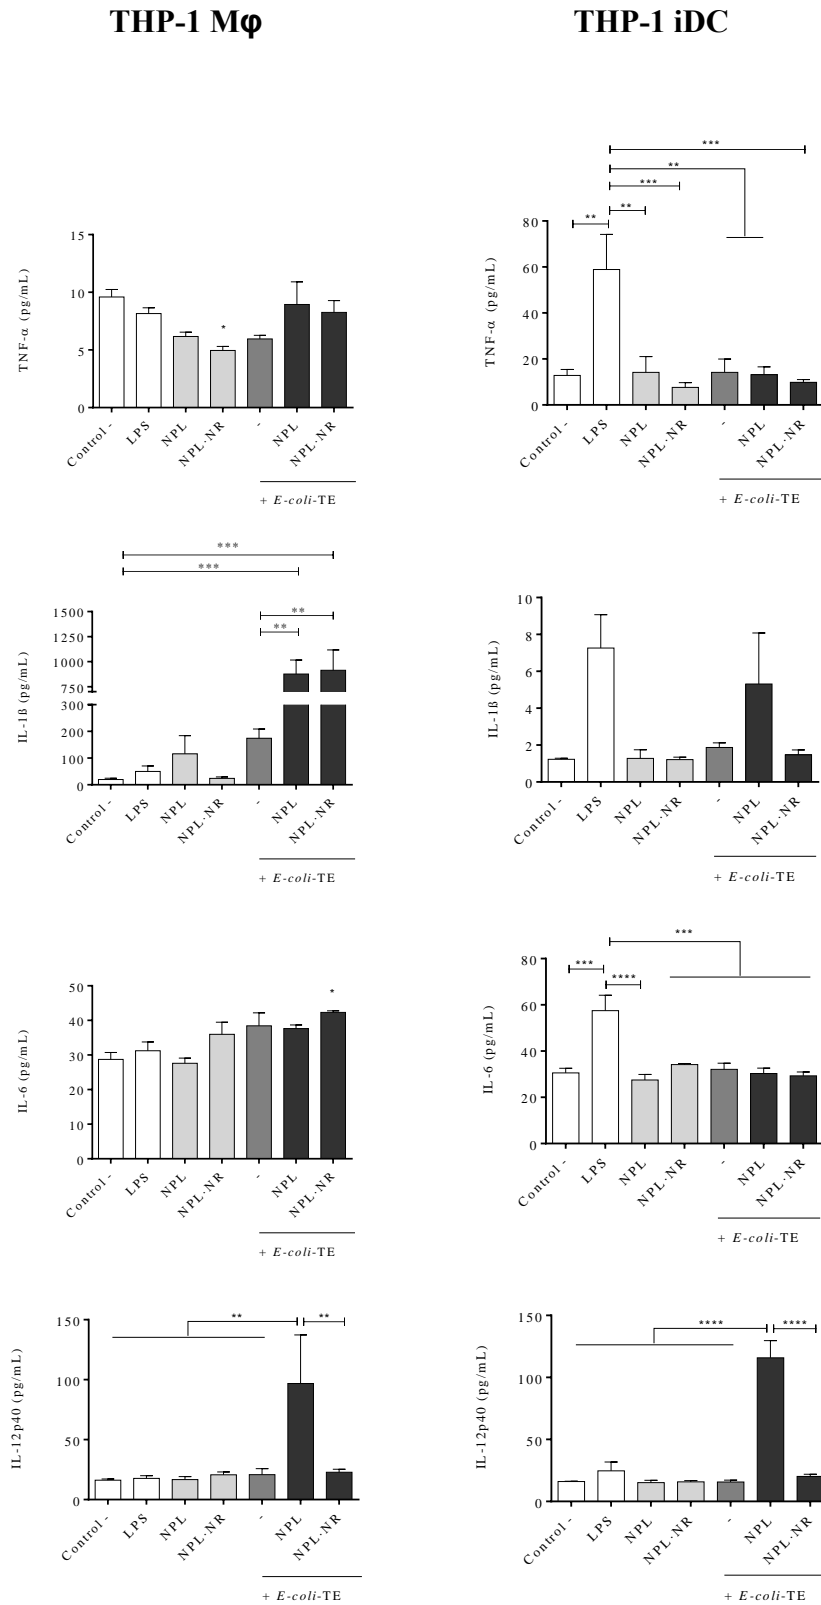 THP-1 Mφ THP-1 iDC
***
**
***
** **
15
10
5
0
TNF-α (pg/mL)
*
Control - LPS NPL NPL-NR - NPL NPL-NR
+ E-coli-TE
80
60
40
20
0
TNF-α (pg/mL)
Control - LPS NPL NPL-NR - NPL NPL-NR
+ E-coli-TE
***
***
**
**
1500
1250
1000
750
300
200
100
0
IL-1ß (pg/mL)
Control - LPS NPL NPL-NR - NPL NPL-NR
+ E-coli-TE
10
8
6
4
2
0
IL-1ß (pg/mL)
Control - LPS NPL NPL-NR - NPL NPL-NR
+ E-coli-TE
50
40
30
20
10
0
IL-6 (pg/mL)
*
Control - LPS NPL NPL-NR - NPL NPL-NR
+ E-coli-TE
***
*** ****
80
60
40
20
0
IL-6 (pg/mL)
Control - LPS NPL NPL-NR - NPL NPL-NR
+ E-coli-TE
** **
150
100
50
0
IL-12p40 (pg/mL)
Control - LPS NPL NPL-NR - NPL NPL-NR
+ E-coli-TE
**** ****
150
100
50
0
IL-12p40 (pg/mL)
Control - LPS NPL NPL-NR - NPL NPL-NR
+ E-coli-TE